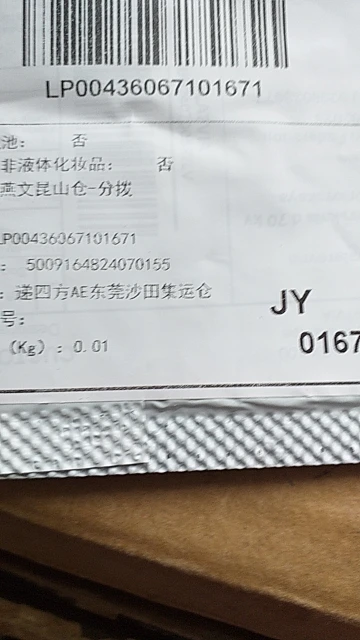 LP00436067101671
池： 否
非液体化妆品： 否
燕文昆山仓-分拨
LP00436067101671
： 5009164824070155
：递四方AE东莞沙田集运仓
JY
号：
（Kg）：0.01
0167